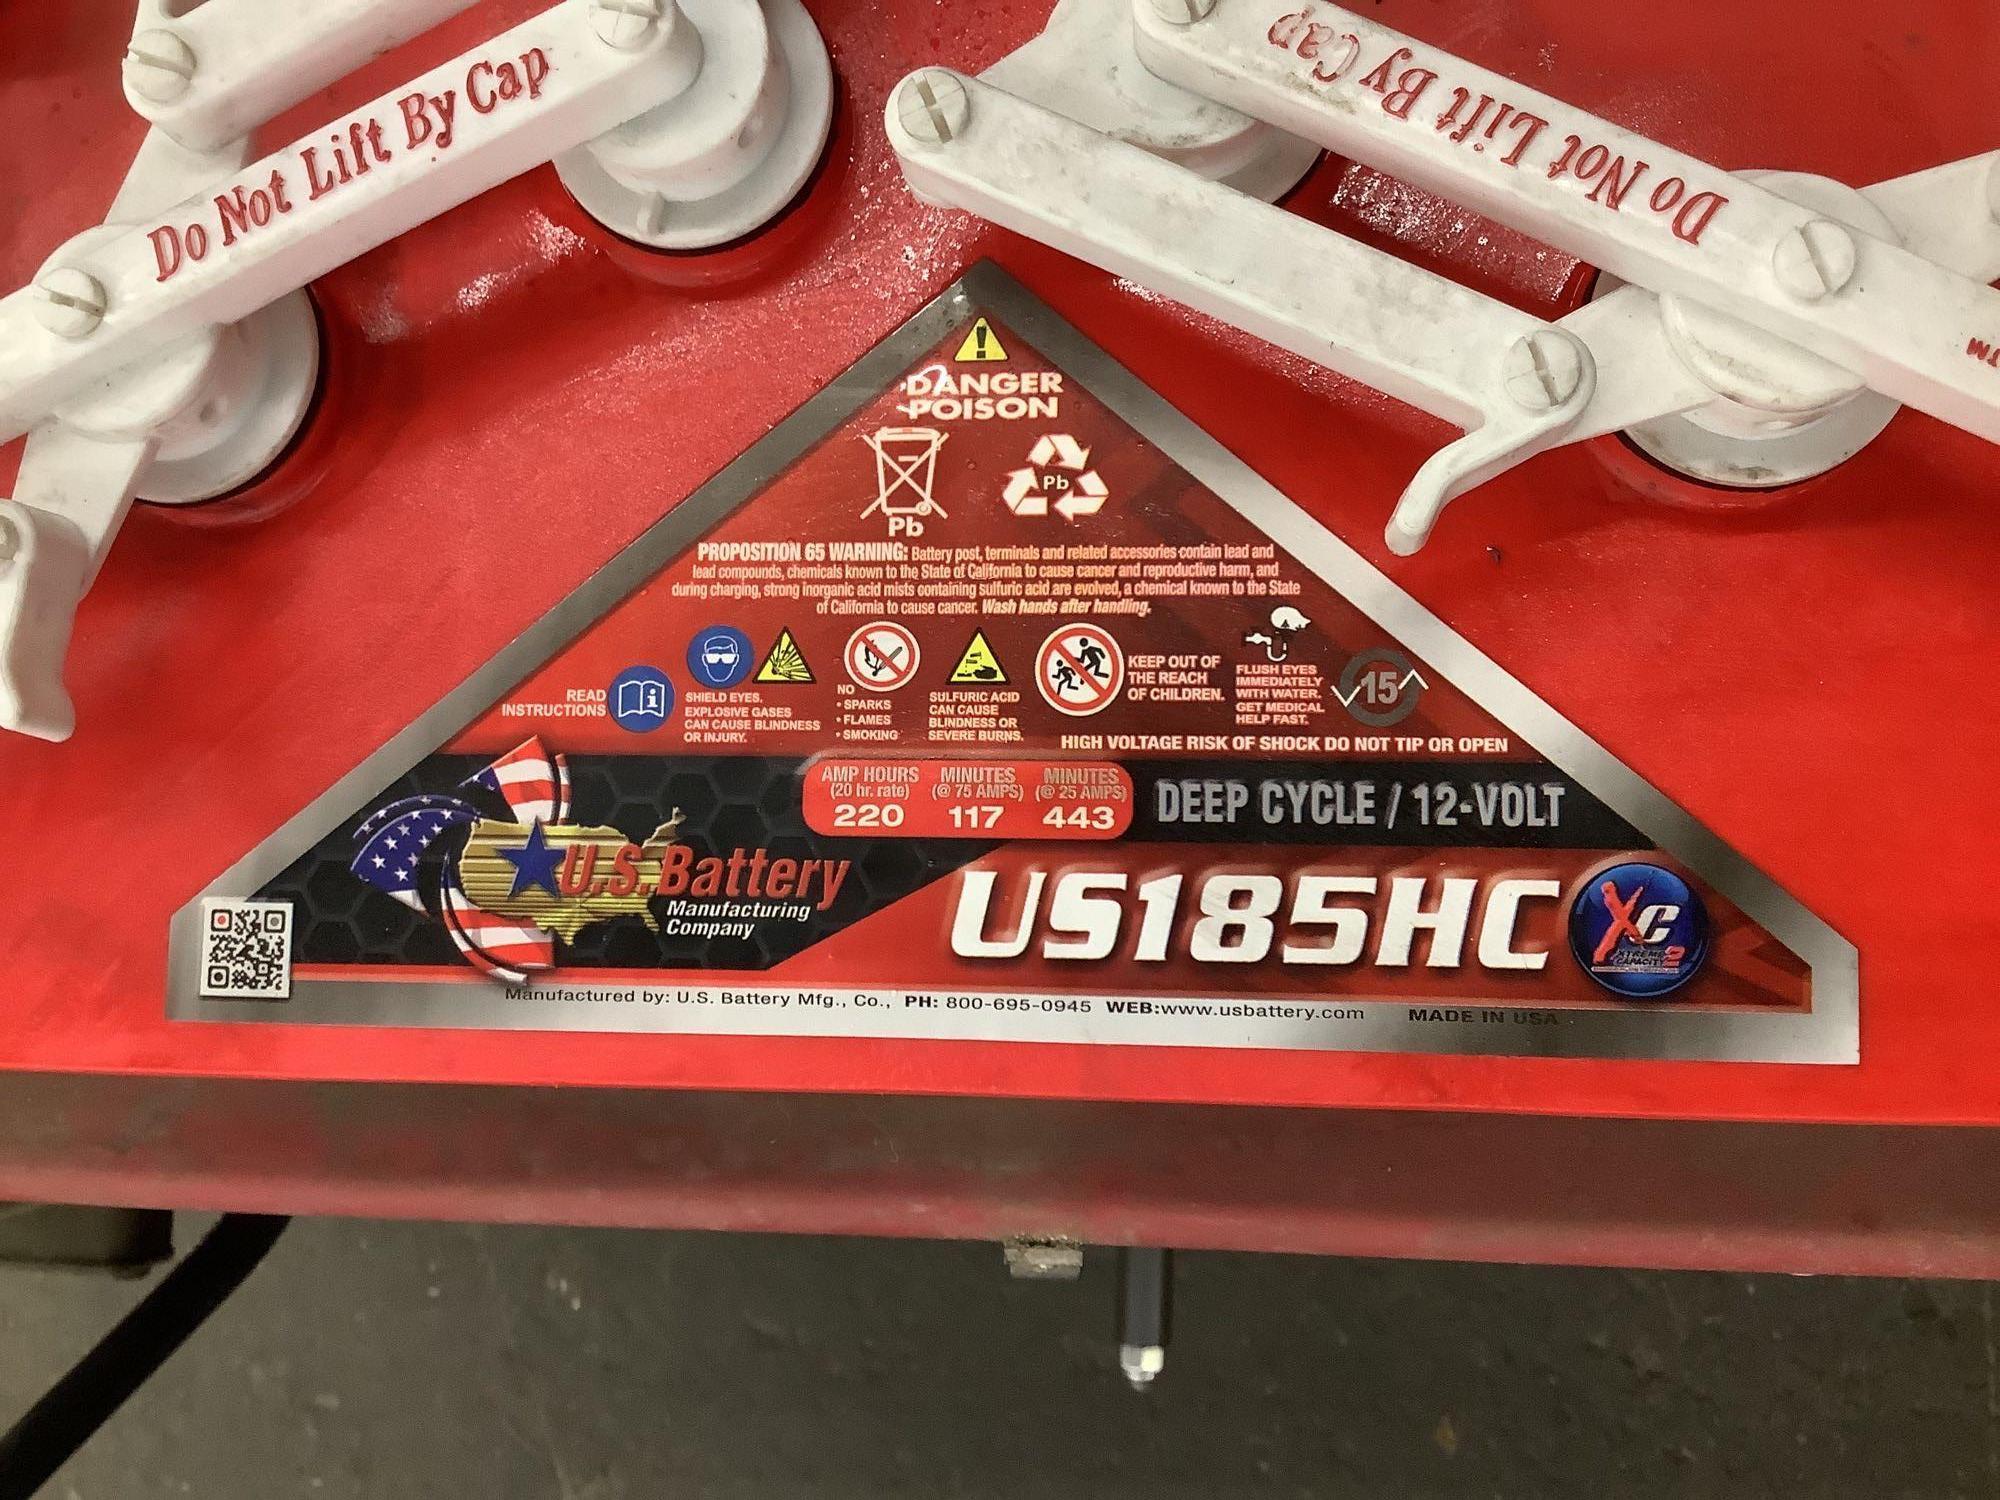 Do Not Lift By Cap
Do Not Lift By Cap
TM
DANGER
POISON
Pb
Pb
PROPOSITION 65 WARNING: Battery post, terminals and related accessories contain lead and
lead compounds, chemicals known to the State of California to cause cancer and reproductive harm, and
during charging, strong inorganic acid mists containing sulfuric acid are evolved, a chemical known to the State
of California to cause cancer. Wash hands after handling.
READ
INSTRUCTIONS
SHIELD EYES.
EXPLOSIVE GASES
CAN CAUSE BLINDNESS
OR INJURY.
NO
• SPARKS
• FLAMES
• SMOKING
SULFURIC ACID
CAN CAUSE
BLINDNESS OR
SEVERE BURNS.
KEEP OUT OF
THE REACH
OF CHILDREN.
FLUSH EYES
IMMEDIATELY
WITH WATER.
GET MEDICAL
HELP FAST.
15
HIGH VOLTAGE RISK OF SHOCK DO NOT TIP OR OPEN
AMP HOURS
(20 hr. rate)
220
MINUTES
(@ 75 AMPS)
117
MINUTES
(@ 25 AMPS)
443
DEEP CYCLE / 12-VOLT
U.S. Battery
Manufacturing
Company
US185HC
XC
XTREME
CAPACITY 2
Manufactured by: U.S. Battery Mfg., Co., PH: 800-695-0945 WEB:www.usbattery.com MADE IN USA